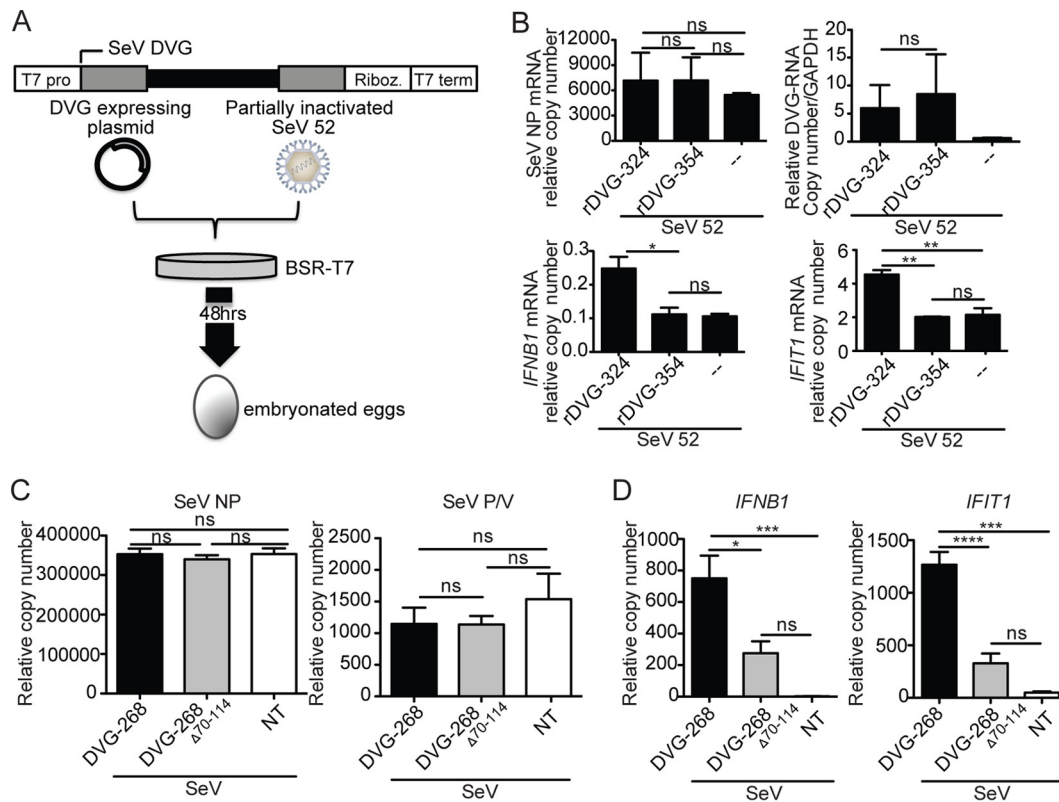 A
SeV DVG
T7 pro
Riboz.
T7 term
DVG expressing
plasmid
Partially inactivated
SeV 52
BSR-T7
48hrs
embryonated eggs
B
SeV NP mRNA
relative copy number
12000
9000
6000
3000
0
ns
ns
ns
rDVG-324
rDVG-354
--
SeV 52
Relative DVG-RNA
Copy number/GAPDH
20
15
10
5
0
ns
rDVG-324
rDVG-354
--
SeV 52
IFNB1 mRNA
relative copy number
0.3
0.2
0.1
0.0
*
ns
rDVG-324
rDVG-354
--
SeV 52
IFIT1 mRNA
relative copy number
6
4
2
0
**
**
ns
rDVG-324
rDVG-354
--
SeV 52
C
SeV NP
Relative copy number
400000
300000
200000
100000
0
ns
ns
ns
DVG-268
DVG-268
Δ70-114
NT
SeV
SeV P/V
Relative copy number
2500
2000
1500
1000
500
0
ns
ns
ns
DVG-268
DVG-268
Δ70-114
NT
SeV
D
IFNB1
Relative copy number
1000
800
600
400
200
0
***
*
ns
DVG-268
DVG-268
Δ70-114
NT
SeV
IFIT1
Relative copy number
1500
1000
500
0
***
****
ns
DVG-268
DVG-268
Δ70-114
NT
SeV